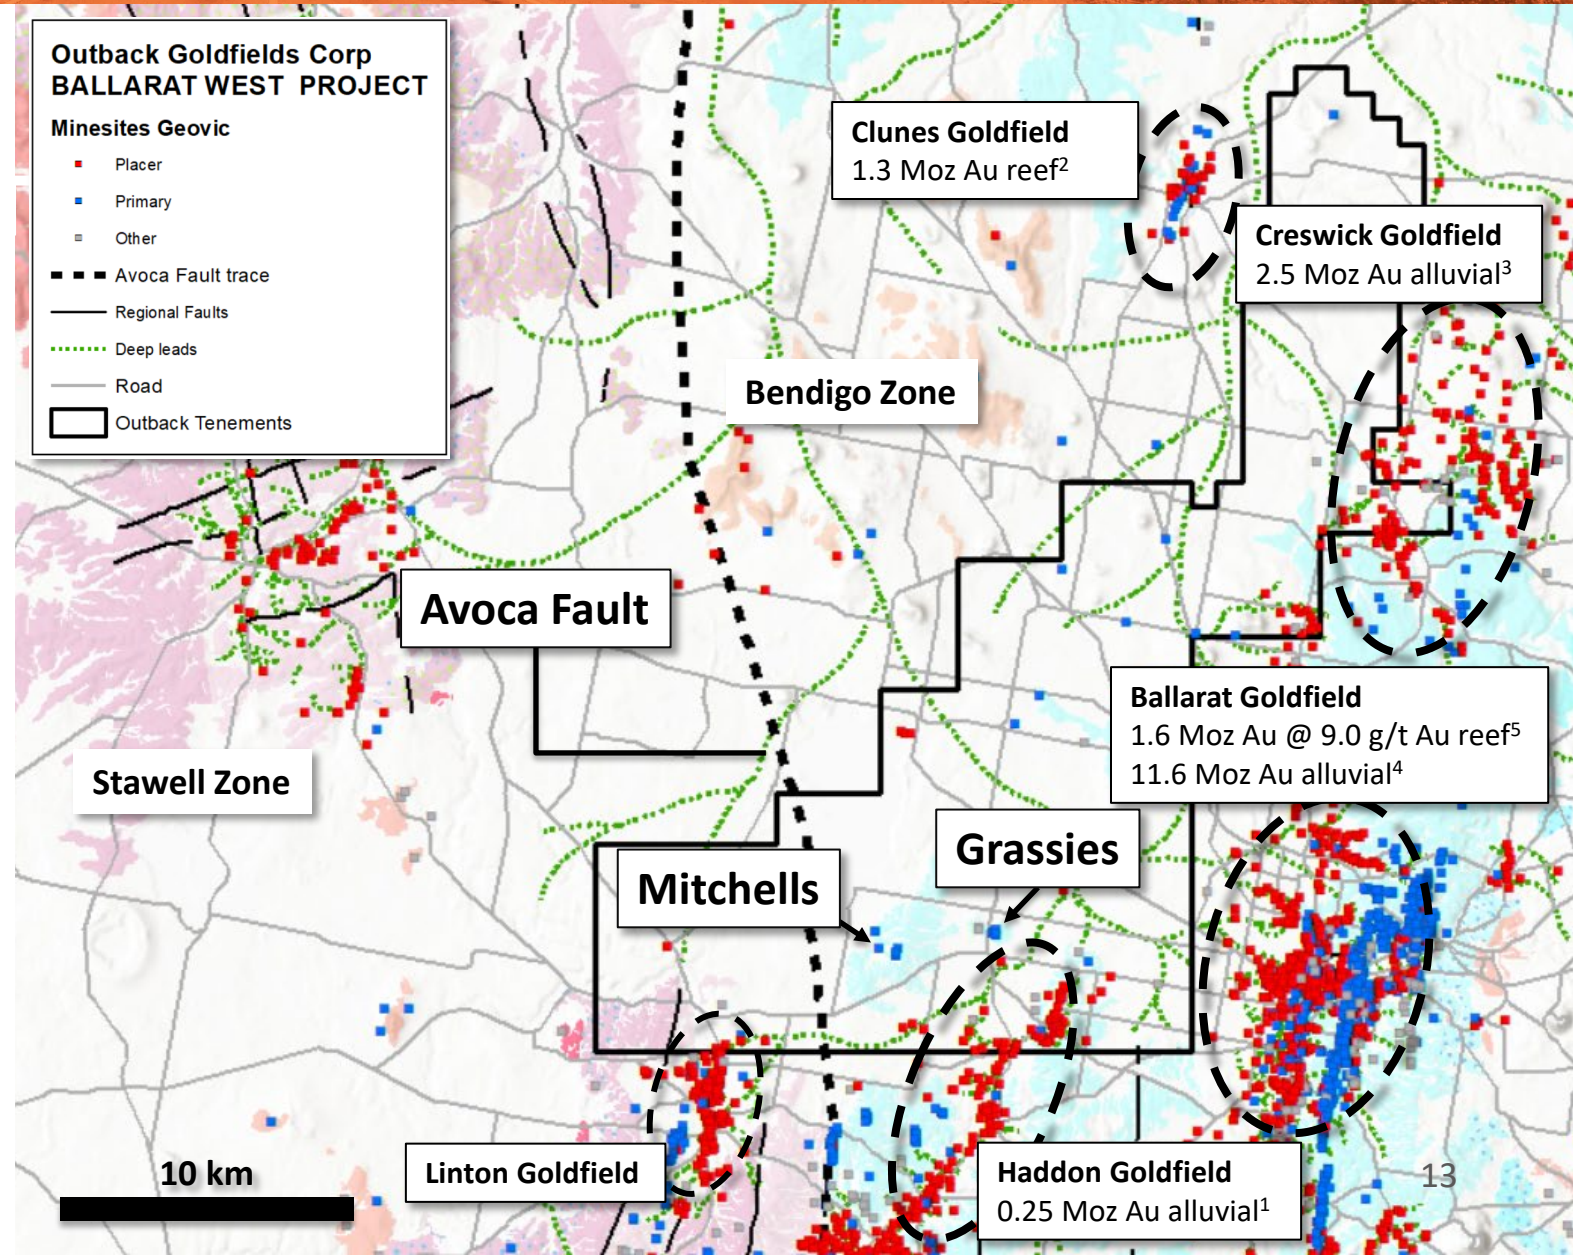 Outback Goldfields Corp
BALLARAT WEST PROJECT
Minesites Geovic
Placer
Primary
Other
Avoca Fault trace
Regional Faults
Deep leads
Road
Outback Tenements
Clunes Goldfield
1.3 Moz Au reef²
Creswick Goldfield
2.5 Moz Au alluvial³
Bendigo Zone
Avoca Fault
Ballarat Goldfield
1.6 Moz Au @ 9.0 g/t Au reef⁵
11.6 Moz Au alluvial⁴
Stawell Zone
Grassies
Mitchells
Linton Goldfield
Haddon Goldfield
0.25 Moz Au alluvial¹
10 km
13